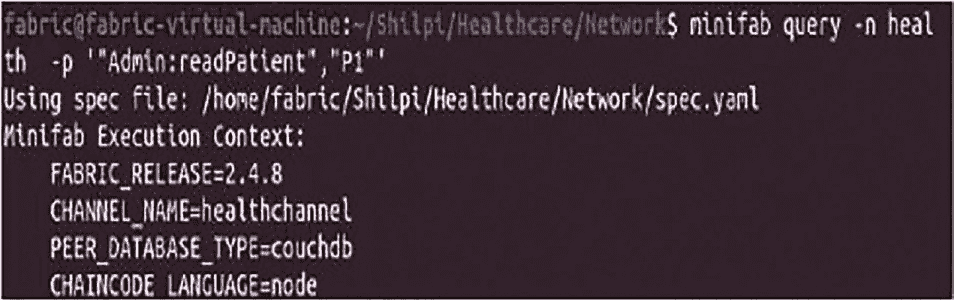 fabric@fabric-virtual-machine:~/Shilpi/Healthcare/Network$ minifab query -n heal
th -p '"Admin:readPatient","P1"'
Using spec file: /home/fabric/Shilpi/Healthcare/Network/spec.yaml
Minifab Execution Context:
FABRIC_RELEASE=2.4.8
CHANNEL_NAME=healthchannel
PEER_DATABASE_TYPE=couchdb
CHAINCODE_LANGUAGE=node